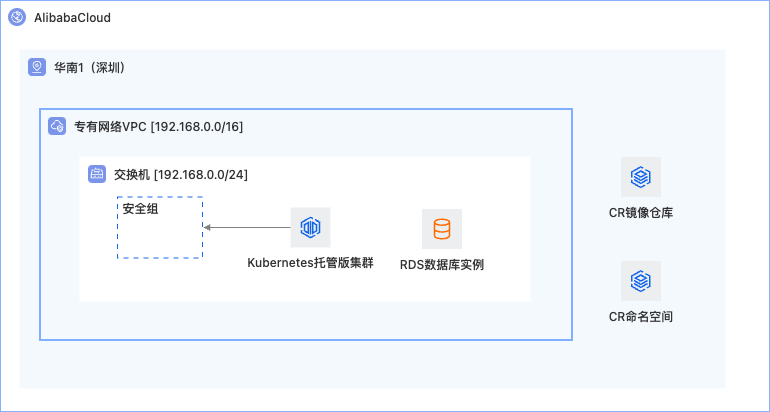 AlibabaCloud
华南1（深圳）
专有网络VPC [192.168.0.0/16]
交换机 [192.168.0.0/24]
安全组
Kubernetes托管版集群
RDS数据库实例
CR镜像仓库
CR命名空间